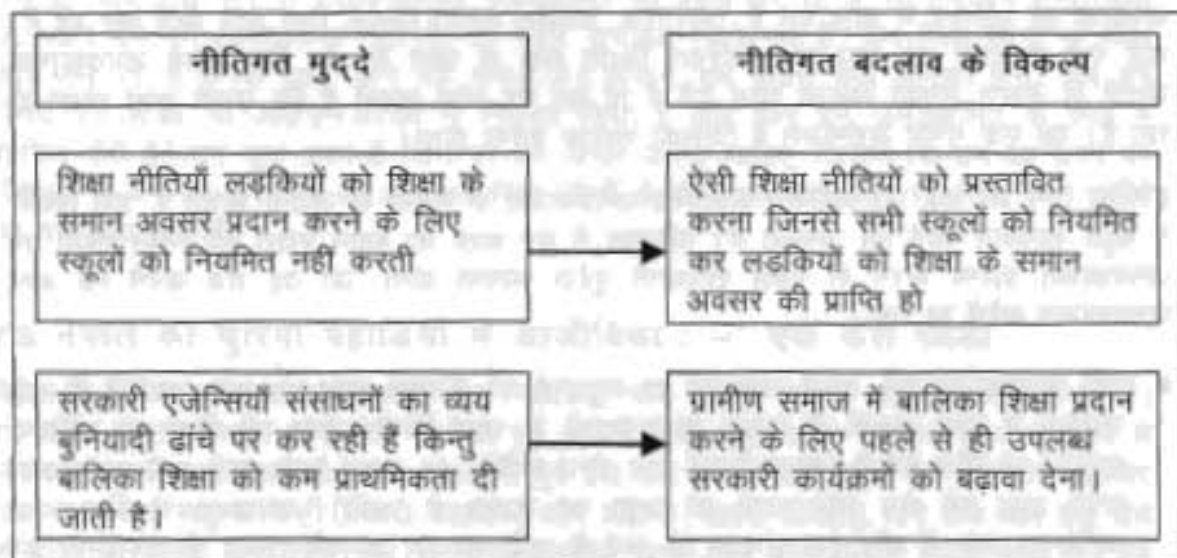 नीतिगत मुद्दे
नीतिगत बदलाव के विकल्प
शिक्षा नीतियाँ लडकियों को शिक्षा के
समान अवसर प्रदान करने के लिए
स्कूलों को नियमित नहीं करती
ऐसी शिक्षा नीतियों को प्रस्तावित
करना जिनसे सभी स्कूलों को नियमित
कर लडकियों को शिक्षा के समान
अवसर की प्राप्ति हो
सरकारी एजेन्सियाँ संसाधनों का व्यय
बुनियादी ढांचे पर कर रही हैं किन्तु
बालिका शिक्षा को कम प्राथमिकता दी
जाती है।
ग्रामीण समाज में बालिका शिक्षा प्रदान
करने के लिए पहले से ही उपलब्ध
सरकारी कार्यक्रमों को बढ़ावा देना।